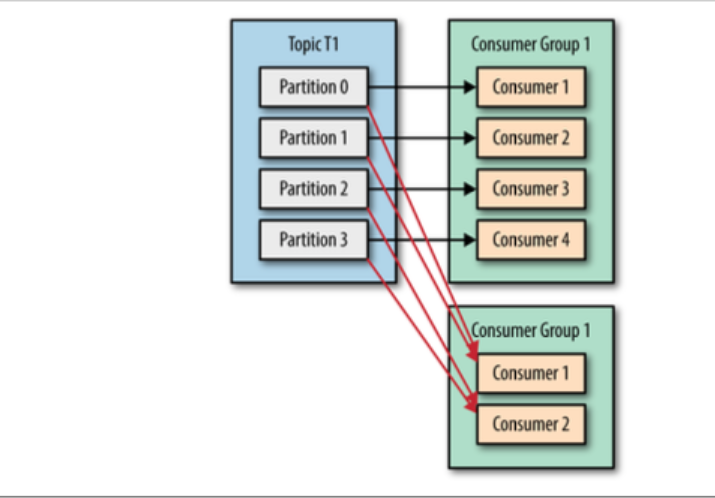 Topic T1
Partition 0
Partition 1
Partition 2
Partition 3
Consumer Group 1
Consumer 1
Consumer 2
Consumer 3
Consumer 4
Consumer Group 1
Consumer 1
Consumer 2